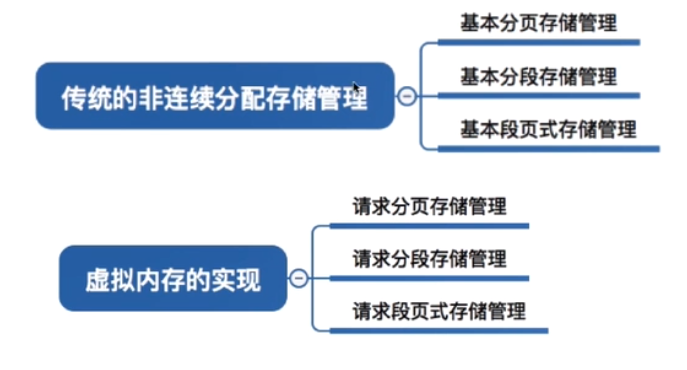 基本分页存储管理
传统的非连续分配存储管理
基本分段存储管理
基本段页式存储管理
请求分页存储管理
虚拟内存的实现
请求分段存储管理
请求段页式存储管理